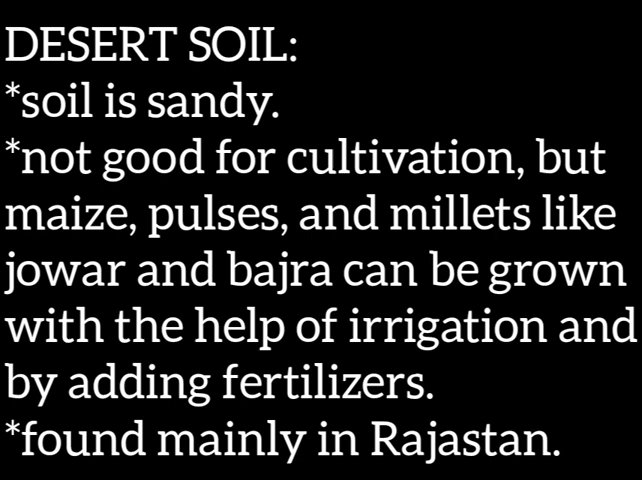 DESERT SOIL:
*soil is sandy.
*not good for cultivation, but
maize, pulses, and millets like
jowar and bajra can be grown
with the help of irrigation and
by adding fertilizers.
*found mainly in Rajastan.